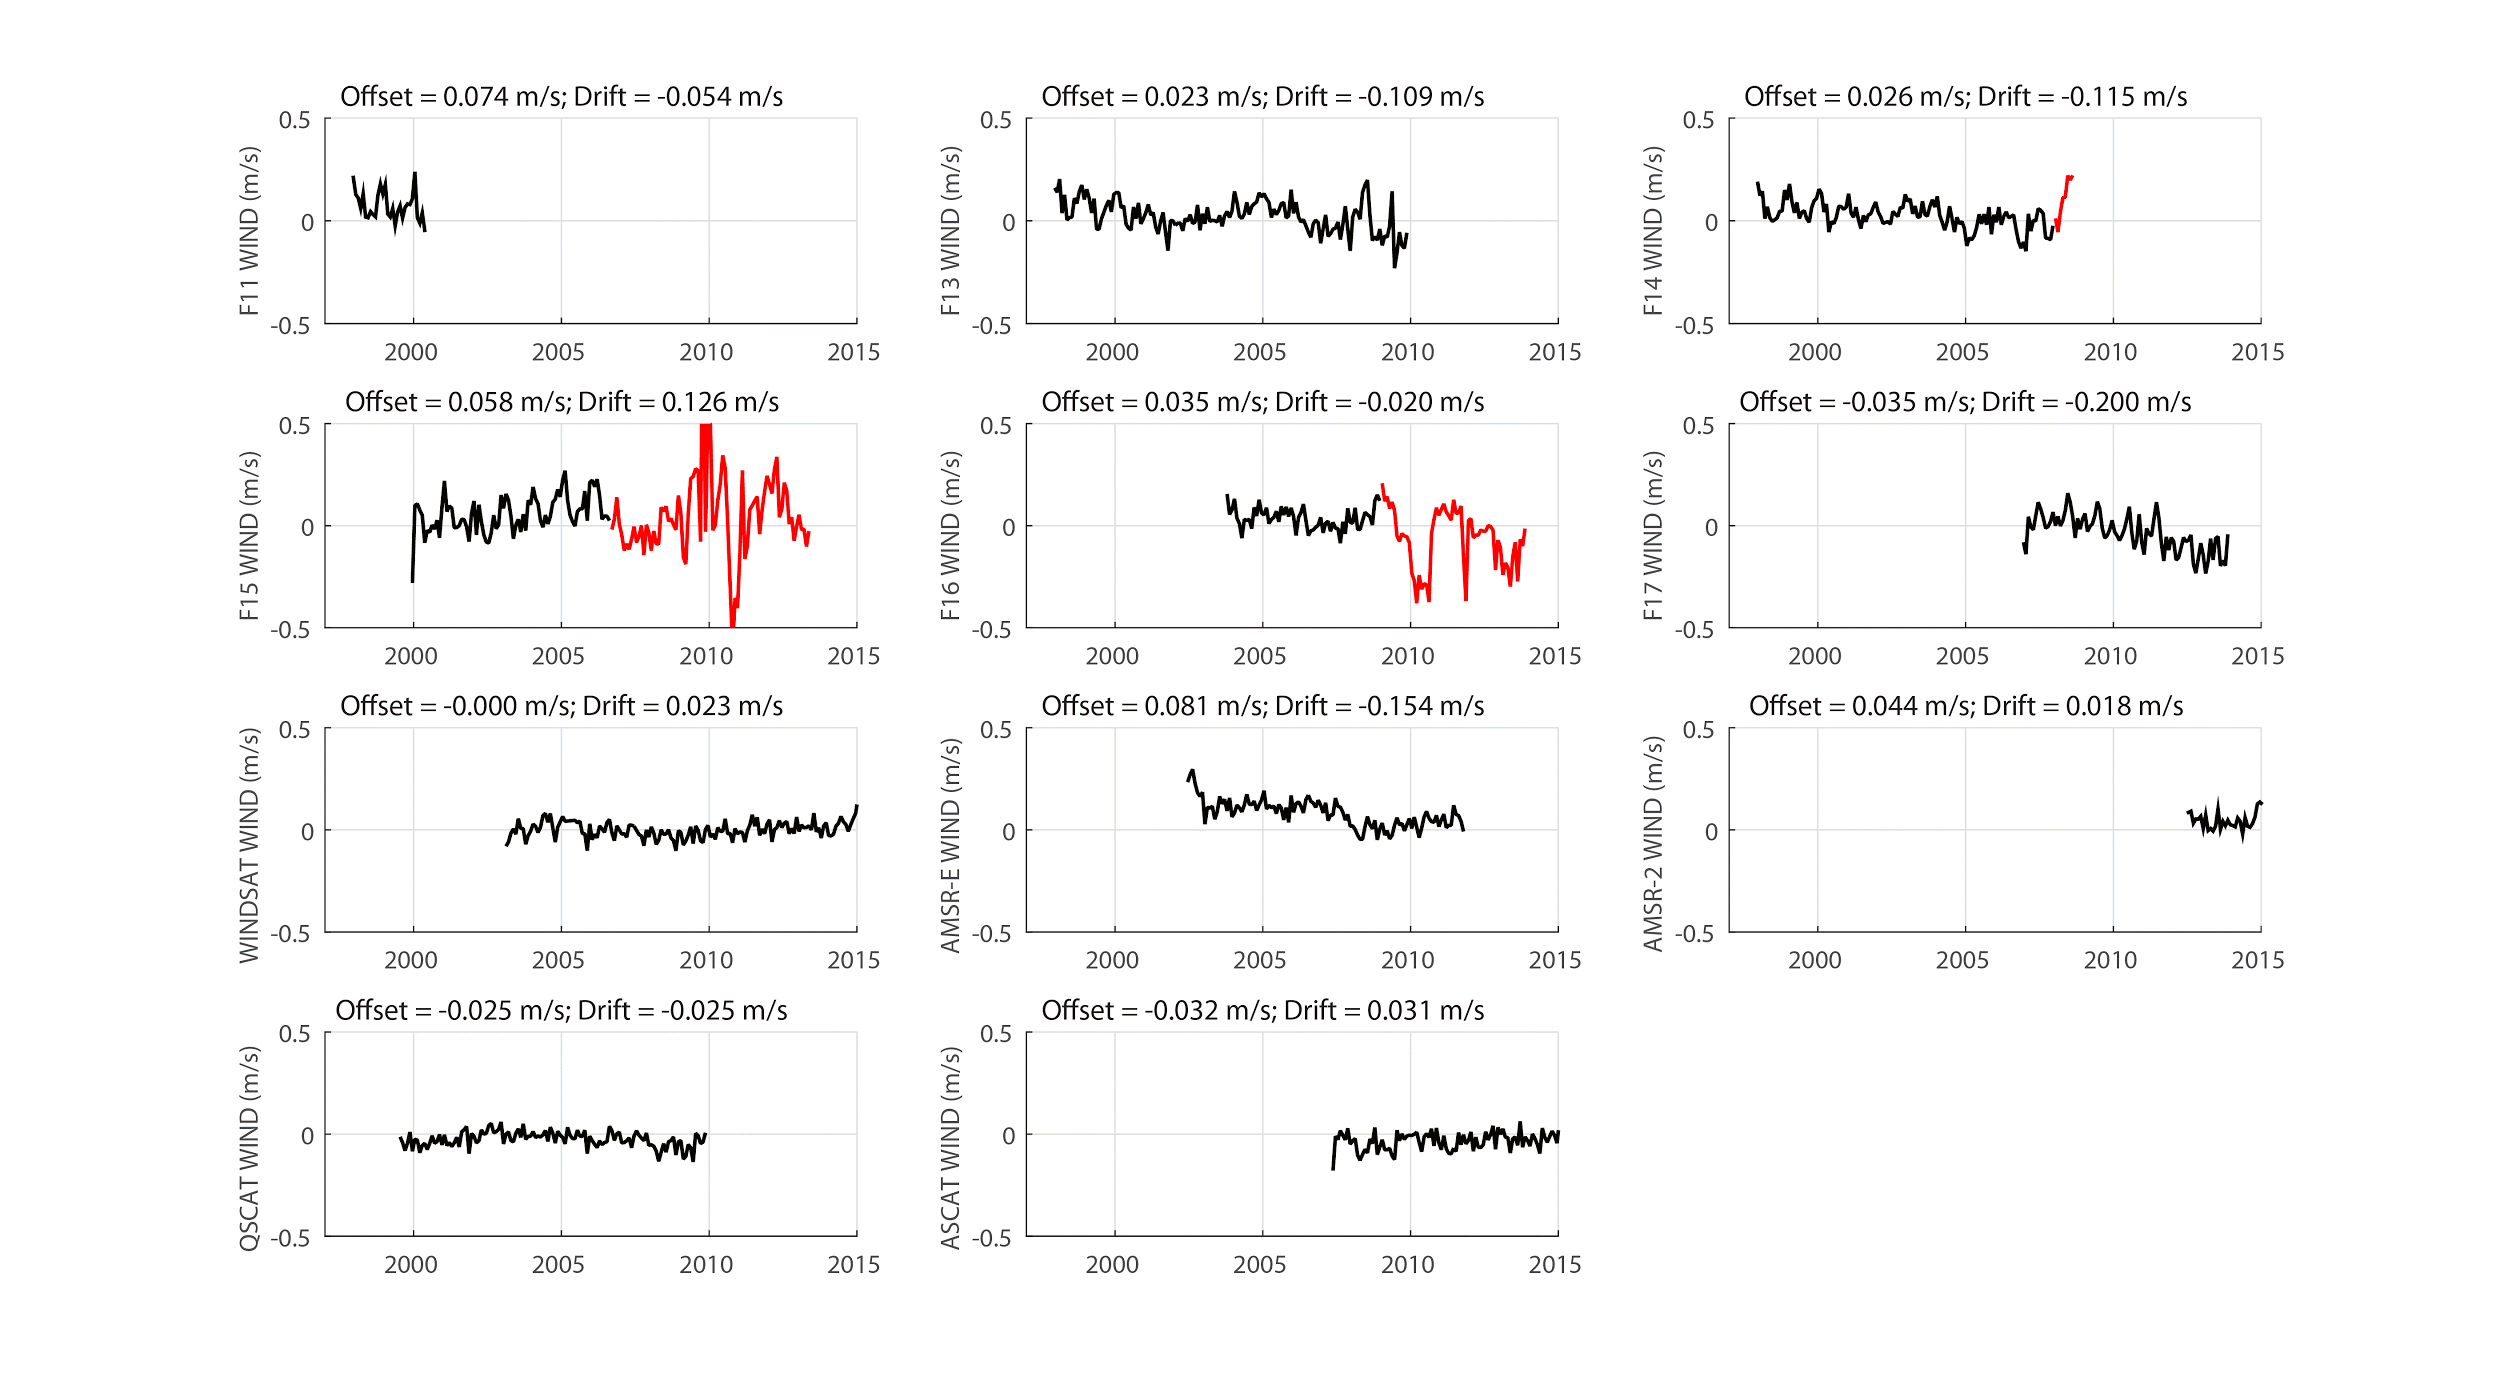 Offset = 0.074 m/s; Drift = -0.054 m/s
F11 WIND (m/s)
0.5
0
-0.5
2000 2005 2010 2015
Offset = 0.023 m/s; Drift = -0.109 m/s
F13 WIND (m/s)
0.5
0
-0.5
2000 2005 2010 2015
Offset = 0.026 m/s; Drift = -0.115 m/s
F14 WIND (m/s)
0.5
0
-0.5
2000 2005 2010 2015
Offset = 0.058 m/s; Drift = 0.126 m/s
F15 WIND (m/s)
0.5
0
-0.5
2000 2005 2010 2015
Offset = 0.035 m/s; Drift = -0.020 m/s
F16 WIND (m/s)
0.5
0
-0.5
2000 2005 2010 2015
Offset = -0.035 m/s; Drift = -0.200 m/s
F17 WIND (m/s)
0.5
0
-0.5
2000 2005 2010 2015
Offset = -0.000 m/s; Drift = 0.023 m/s
WINDSAT WIND (m/s)
0.5
0
-0.5
2000 2005 2010 2015
Offset = 0.081 m/s; Drift = -0.154 m/s
AMSR-E WIND (m/s)
0.5
0
-0.5
2000 2005 2010 2015
Offset = 0.044 m/s; Drift = 0.018 m/s
AMSR-2 WIND (m/s)
0.5
0
-0.5
2000 2005 2010 2015
Offset = -0.025 m/s; Drift = -0.025 m/s
QSCAT WIND (m/s)
0.5
0
-0.5
2000 2005 2010 2015
Offset = -0.032 m/s; Drift = 0.031 m/s
ASCAT WIND (m/s)
0.5
0
-0.5
2000 2005 2010 2015